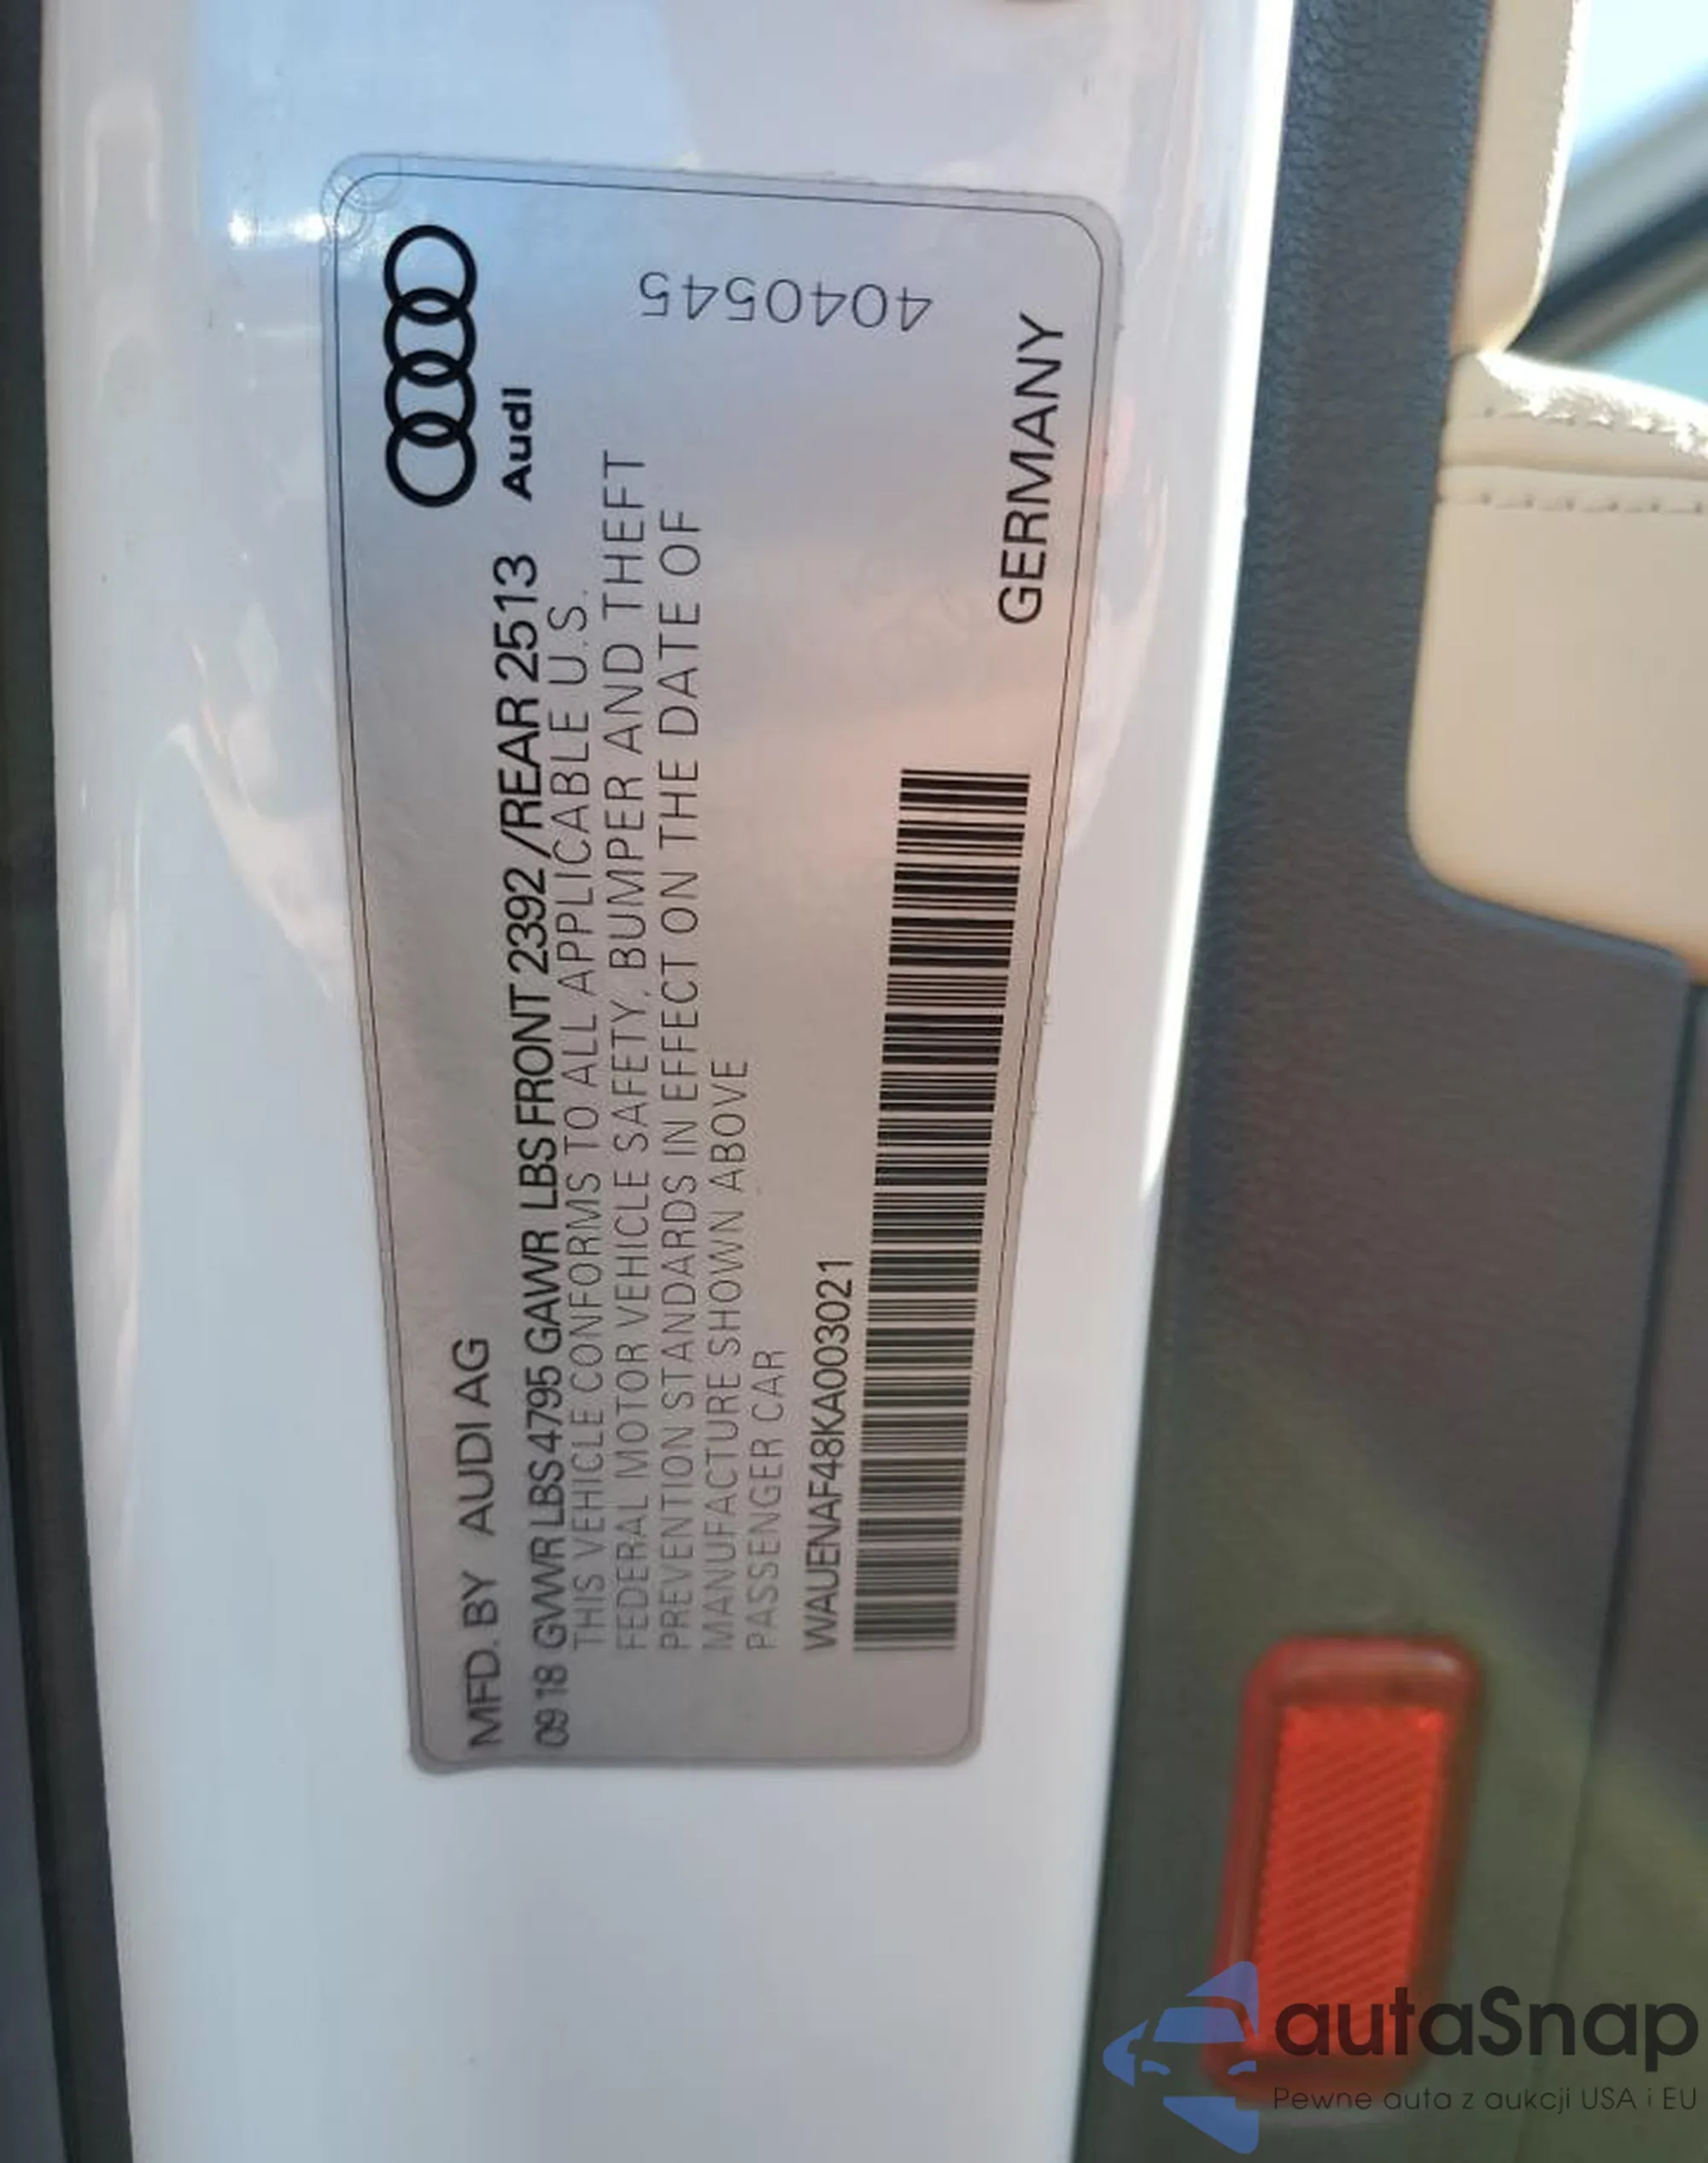 MFD. BY AUDI AG
09 18 GVWR LBS 4795 GAWR LBS FRONT 2392 /REAR 2513
Audi
THIS VEHICLE CONFORMS TO ALL APPLICABLE U.S.
FEDERAL MOTOR VEHICLE SAFETY, BUMPER AND THEFT
PREVENTION STANDARDS IN EFFECT ON THE DATE OF
MANUFACTURE SHOWN ABOVE
PASSENGER CAR
4040545
WAUENAF48KA003021
GERMANY
autaSnap
Pewne auta z aukcji USA i EU